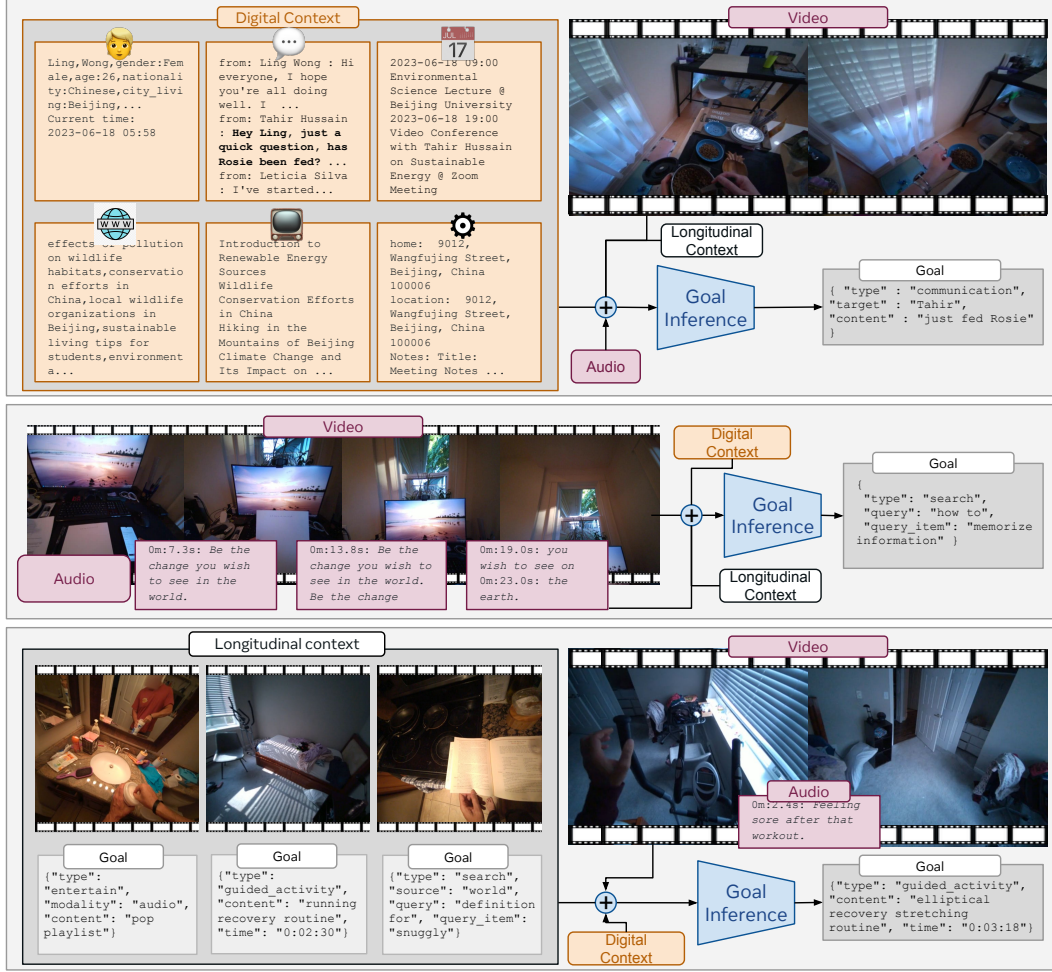 Digital Context
Ling,Wong,gender:Fem
ale,age:26,nationali
ty:Chinese,city_livi
ng:Beijing,...
Current time:
2023-06-18 05:58
from: Ling Wong : Hi
everyone, I hope
you're all doing
well. I ...
from: Tahir Hussain
: Hey Ling, just a
quick question, has
Rosie been fed? ...
from: Leticia Silva
: I've started...
JUL
17
2023-06-18 09:00
Environmental
Science Lecture @
Beijing University
2023-06-18 19:00
Video Conference
with Tahir Hussain
on Sustainable
Energy @ Zoom
Meeting
WWW
effects of pollution
on wildlife
habitats,conservatio
n efforts in
China,local wildlife
organizations in
Beijing,sustainable
living tips for
students,environment
a...
Introduction to
Renewable Energy
Sources
Wildlife
Conservation Efforts
in China
Hiking in the
Mountains of Beijing
Climate Change and
Its Impact on ...
home: 9012,
Wangfujing Street,
Beijing, China
100006
location: 9012,
Wangfujing Street,
Beijing, China
100006
Notes: Title:
Meeting Notes ...
Video
Longitudinal
Context
Audio
Goal
Inference
Goal
{ "type" : "communication",
"target" : "Tahir",
"content" : "just fed Rosie"
}
Video
Audio
0m:7.3s: Be the
change you wish
to see in the
world.
0m:13.8s: Be the
change you wish to
see in the world.
Be the change
0m:19.0s: you
wish to see on
0m:23.0s: the
earth.
Digital
Context
Longitudinal
Context
Goal
Inference
Goal
{
"type": "search",
"query": "how to",
"query_item": "memorize
information" }
Longitudinal context
Goal
{"type":
"entertain",
"modality": "audio",
"content": "pop
playlist"}
Goal
{"type":
"guided_activity",
"content": "running
recovery routine",
"time": "0:02:30"}
Goal
{"type": "search",
"source": "world",
"query": "definition
for", "query_item":
"snuggly"}
Video
Audio
0m:2.4s: Feeling
sore after that
workout.
Digital
Context
Goal
Inference
Goal
{"type": "guided_activity",
"content": "elliptical
recovery stretching
routine", "time": "0:03:18"}